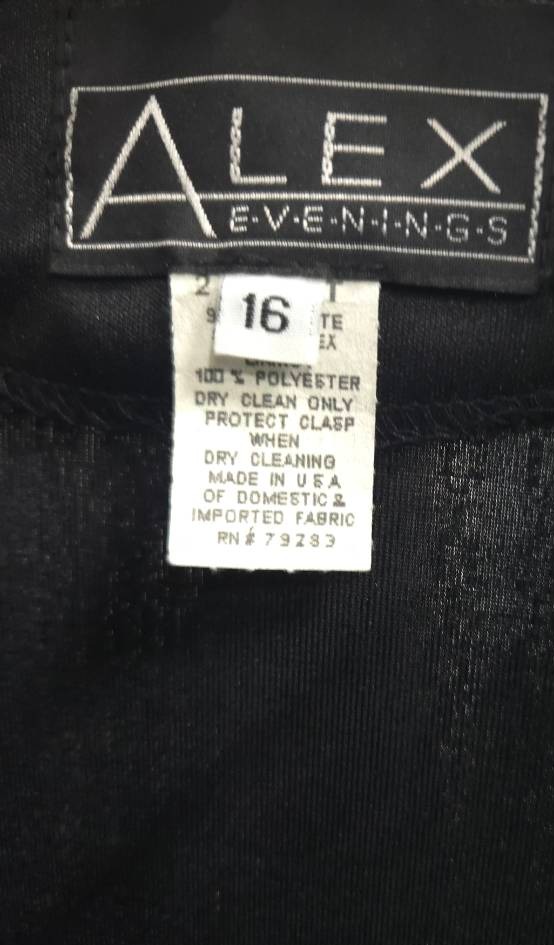 ALEX
E·V·E·N·I·N·G·S
16
100 % POLYESTER
DRY CLEAN ONLY
PROTECT CLASP
WHEN
DRY CLEANING
MADE IN USA
OF DOMESTIC &
IMPORTED FABRIC
RN# 79283